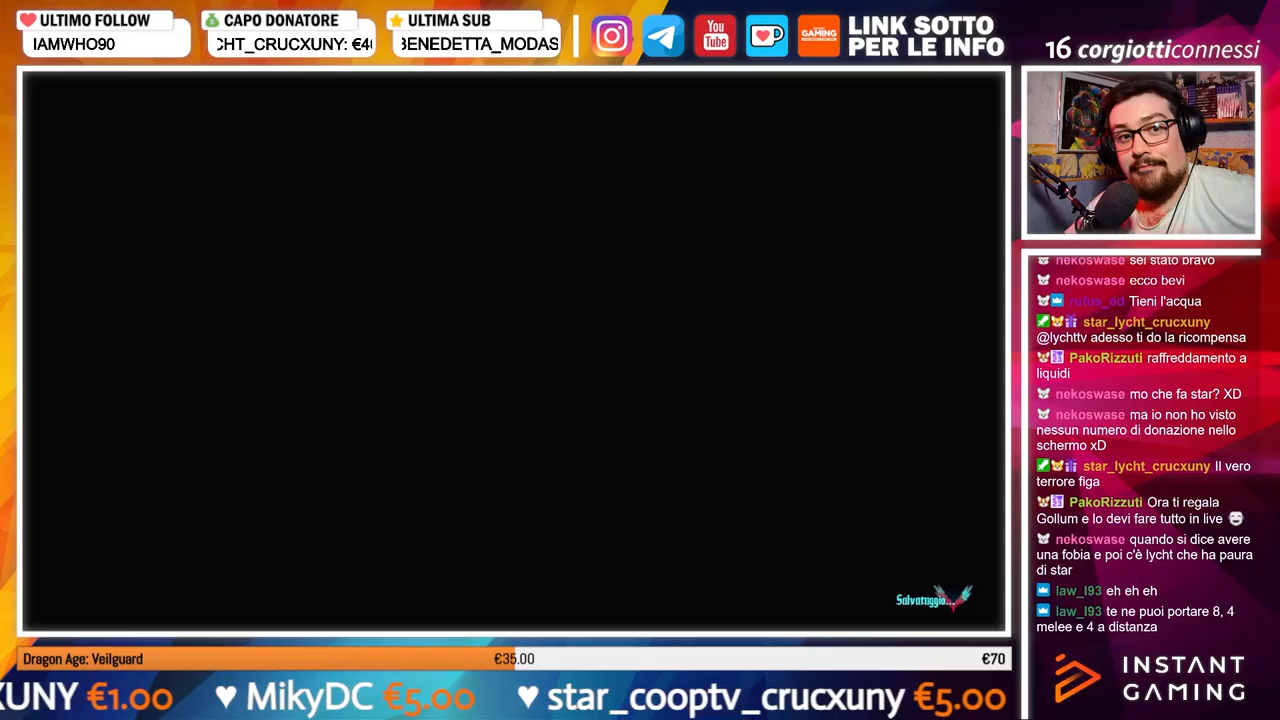 ULTIMO FOLLOW
IAMWHO90
CAPO DONATORE
CHT_CRUCXUNY: €4
ULTIMA SUB
BENEDETTA_MODAS
You
Tube
GAMING
LINK SOTTO
PER LE INFO
16 corgiotticonnessi
nekoswase sei stato bravo
nekoswase ecco bevi
rufus_ed Tieni l'acqua
star_lycht_crucxuny
@lychttv adesso ti do la ricompensa
PakoRizzuti raffreddamento a
liquidi
nekoswase mo che fa star? XD
nekoswase ma io non ho visto
nessun numero di donazione nello
schermo xD
star_lycht_crucxuny Il vero
terrore figa
PakoRizzuti Ora ti regala
Gollum e lo devi fare tutto in live
nekoswase quando si dice avere
una fobia e poi c'è lycht che ha paura
di star
law_l93 eh eh eh
law_l93 te ne puoi portare 8, 4
melee e 4 a distanza
Salvataggio...
Dragon Age: Veilguard €35.00 €70
XUNY €1.00 ♥ MikyDC €5.00 ♥ star_cooptv_crucxuny €5.00
INSTANT
GAMING